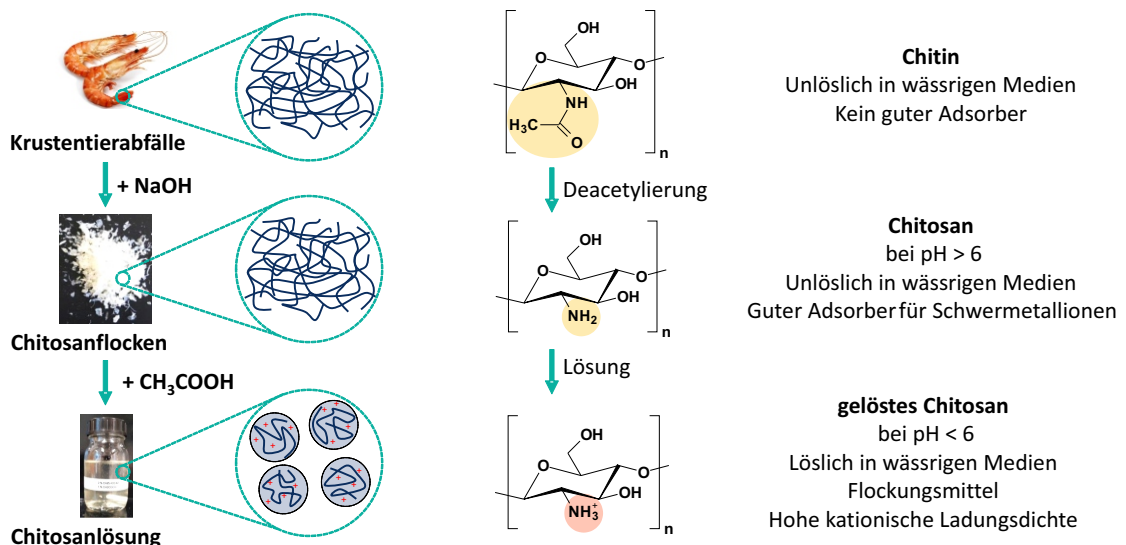 Krustentierabfälle
+ NaOH
Chitosanflocken
+ CH₃COOH
Chitosanlösung
OH
O
O
OH
NH
H₃C
O
n
Deacetylierung
OH
O
O
OH
NH₂
n
Lösung
OH
O
O
OH
NH₃⁺
n
Chitin
Unlöslich in wässrigen Medien
Kein guter Adsorber
Chitosan
bei pH > 6
Unlöslich in wässrigen Medien
Guter Adsorber für Schwermetallionen
gelöstes Chitosan
bei pH < 6
Löslich in wässrigen Medien
Flockungsmittel
Hohe kationische Ladungsdichte